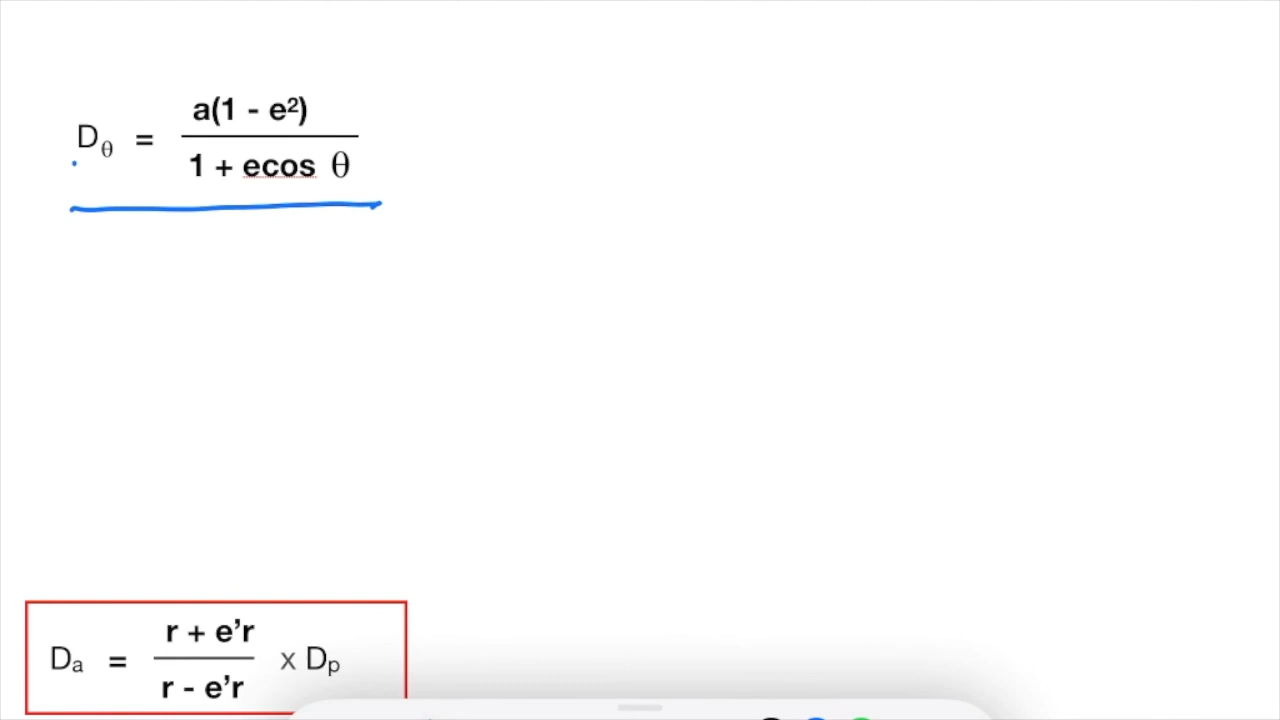 Dθ = a(1 - e²)
1 + ecos θ
Da = r + e’r x Dp
r - e’r